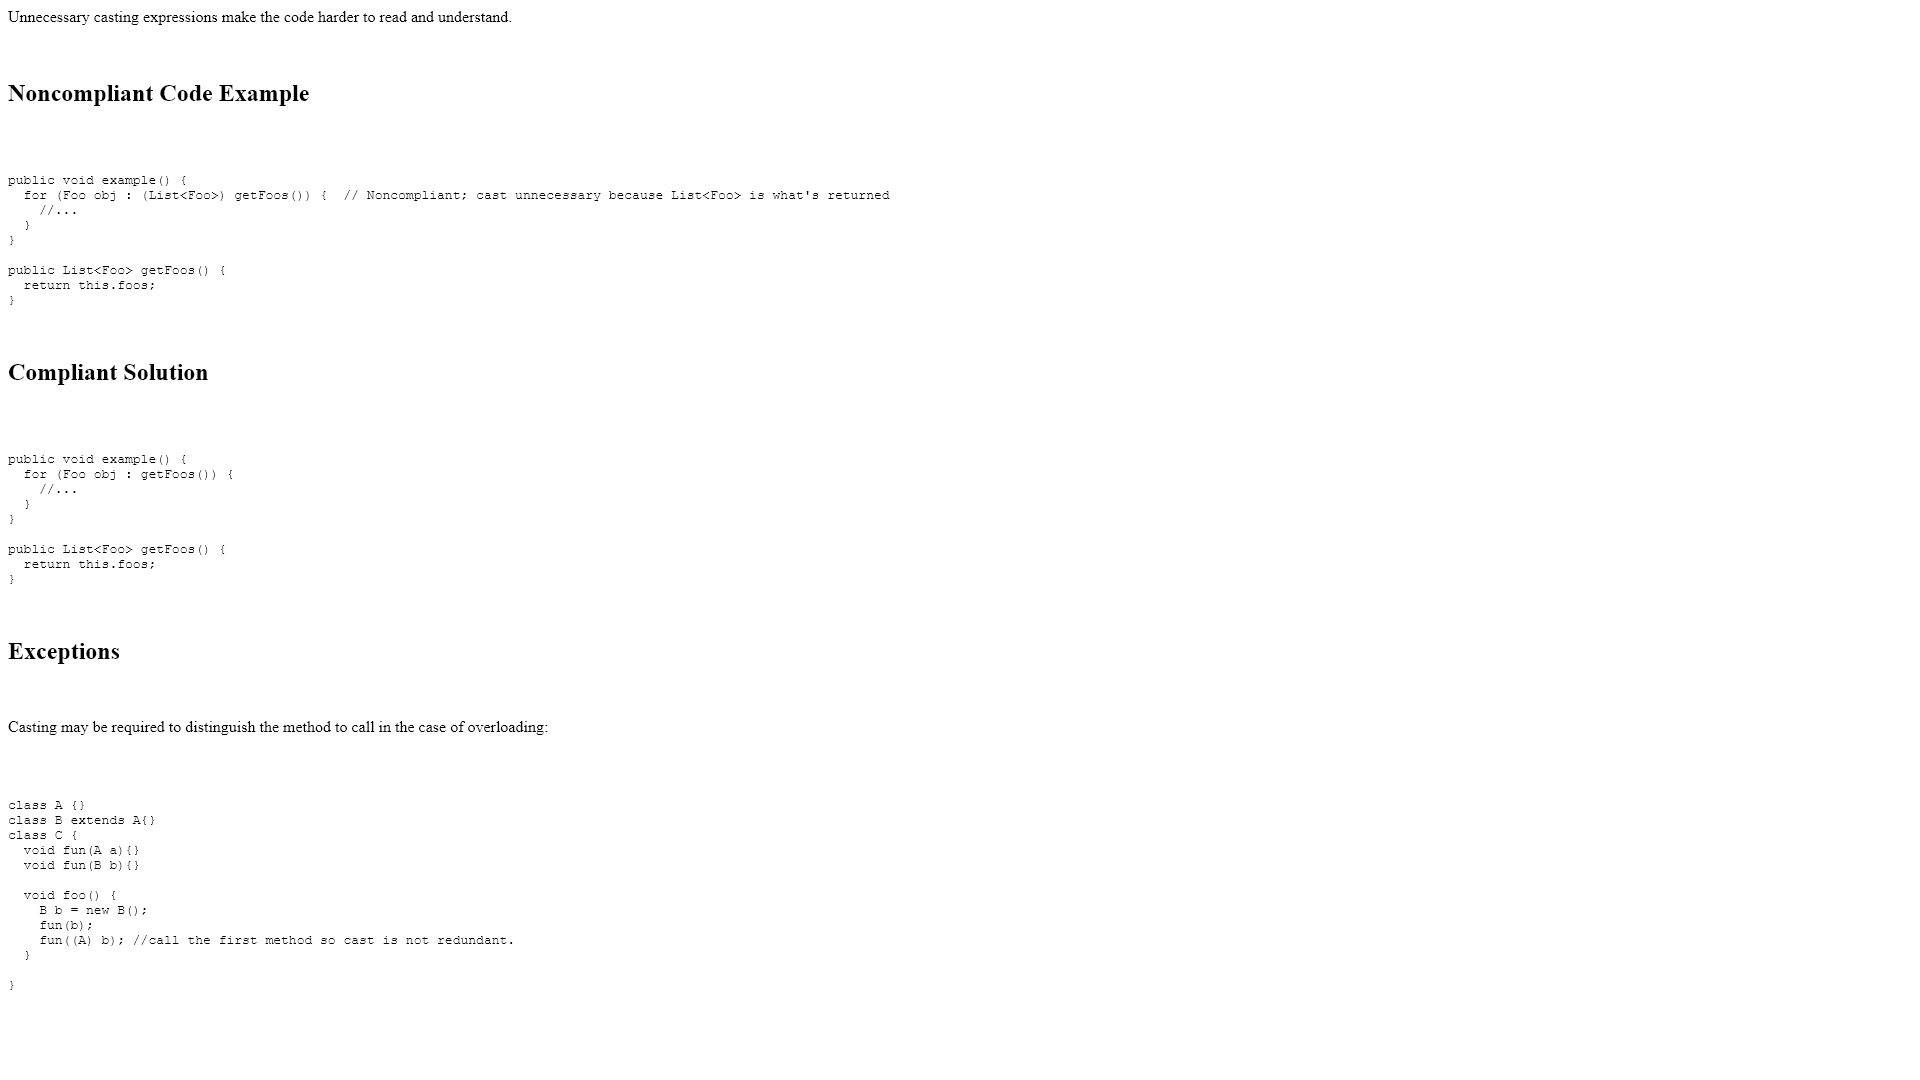 Unnecessary casting expressions make the code harder to read and understand.
Noncompliant Code Example
public void example() {
  for (Foo obj : (List<Foo>) getFoos()) {  // Noncompliant; cast unnecessary because List<Foo> is what's returned
    //...
  }
}
public List<Foo> getFoos() {
  return this.foos;
}
Compliant Solution
public void example() {
  for (Foo obj : getFoos()) {
    //...
  }
}
public List<Foo> getFoos() {
  return this.foos;
}
Exceptions
Casting may be required to distinguish the method to call in the case of overloading:
class A {}
class B extends A{}
class C {
  void fun(A a){}
  void fun(B b){}
  void foo() {
    B b = new B();
    fun(b);
    fun((A) b); //call the first method so cast is not redundant.
  }
}